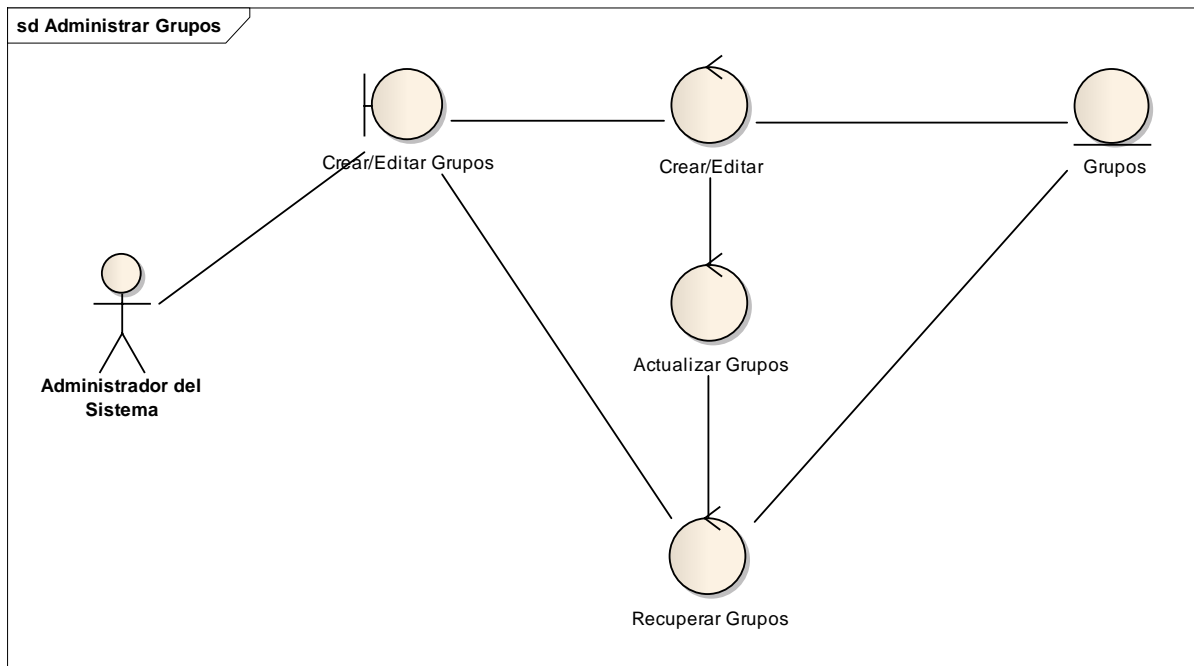 sd Administrar Grupos
Crear/Editar Grupos
Crear/Editar
Grupos
Administrador del
Sistema
Actualizar Grupos
Recuperar Grupos